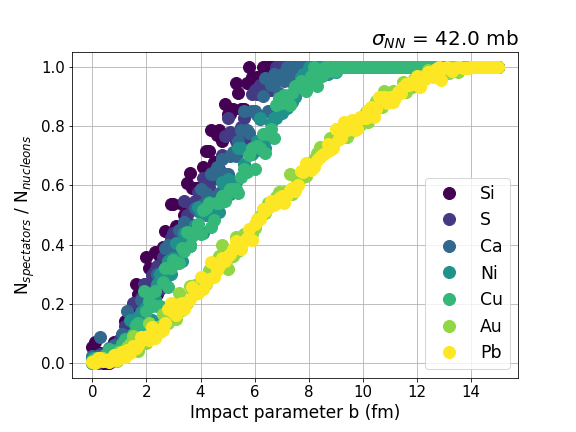 σ_NN = 42.0 mb
N_spectators / N_nucleons
1.0
0.8
0.6
0.4
0.2
0.0
Si
S
Ca
Ni
Cu
Au
Pb
0 2 4 6 8 10 12 14
Impact parameter b (fm)